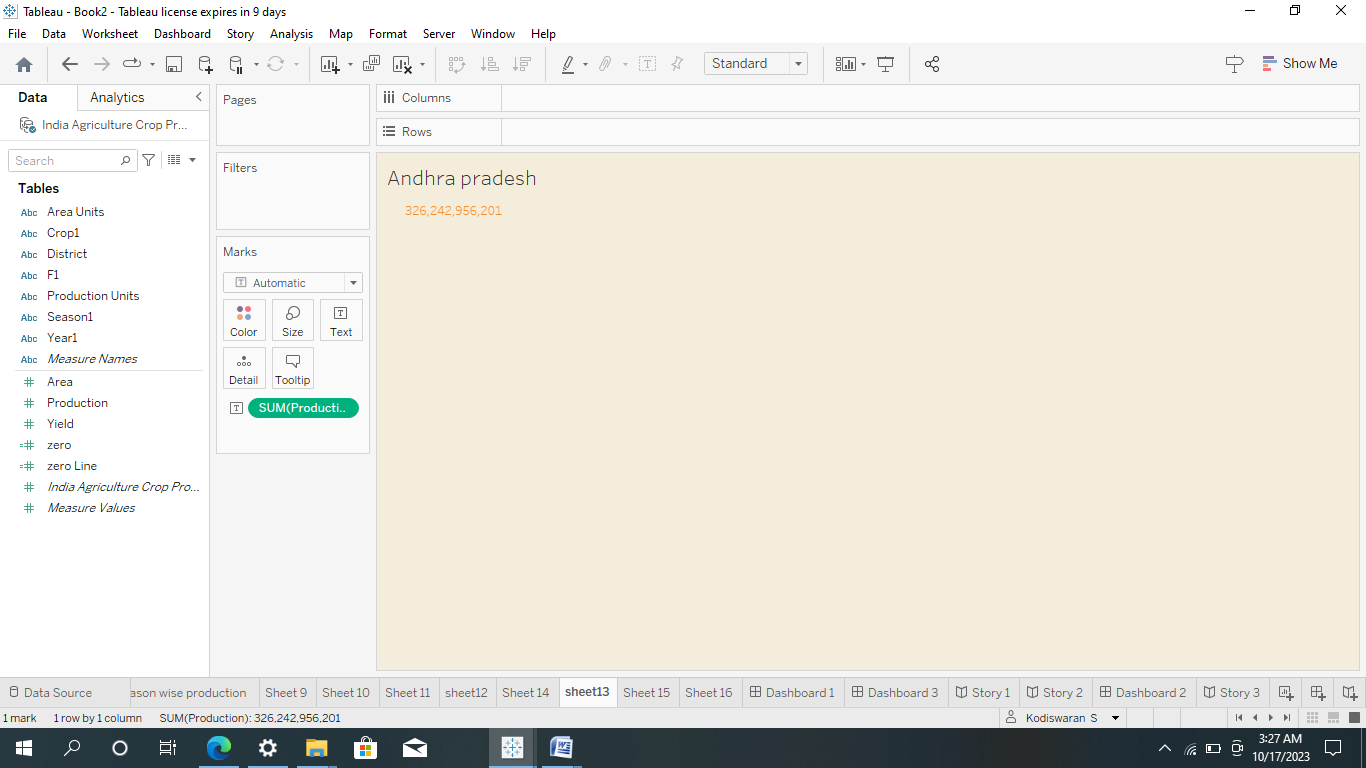 Tableau - Book2 - Tableau license expires in 9 days
File Data Worksheet Dashboard Story Analysis Map Format Server Window Help
Standard Show Me
Data Analytics
India Agriculture Crop Pr...
Search
Tables
Abc Area Units
Abc Crop1
Abc District
Abc F1
Abc Production Units
Abc Season1
Abc Year1
Abc Measure Names
# Area
# Production
# Yield
=# zero
=# zero Line
# India Agriculture Crop Pro...
# Measure Values
Pages
Filters
Marks
T Automatic
Color Size Text
Detail Tooltip
T SUM(Producti..
Columns
Rows
Andhra pradesh
326,242,956,201
Data Source ason wise production Sheet 9 Sheet 10 Sheet 11 sheet12 Sheet 14 sheet13 Sheet 15 Sheet 16 Dashboard 1 Dashboard 3 Story 1 Story 2 Dashboard 2 Story 3
1 mark 1 row by 1 column SUM(Production): 326,242,956,201 Kodiswaran S
3:27 AM
10/17/2023